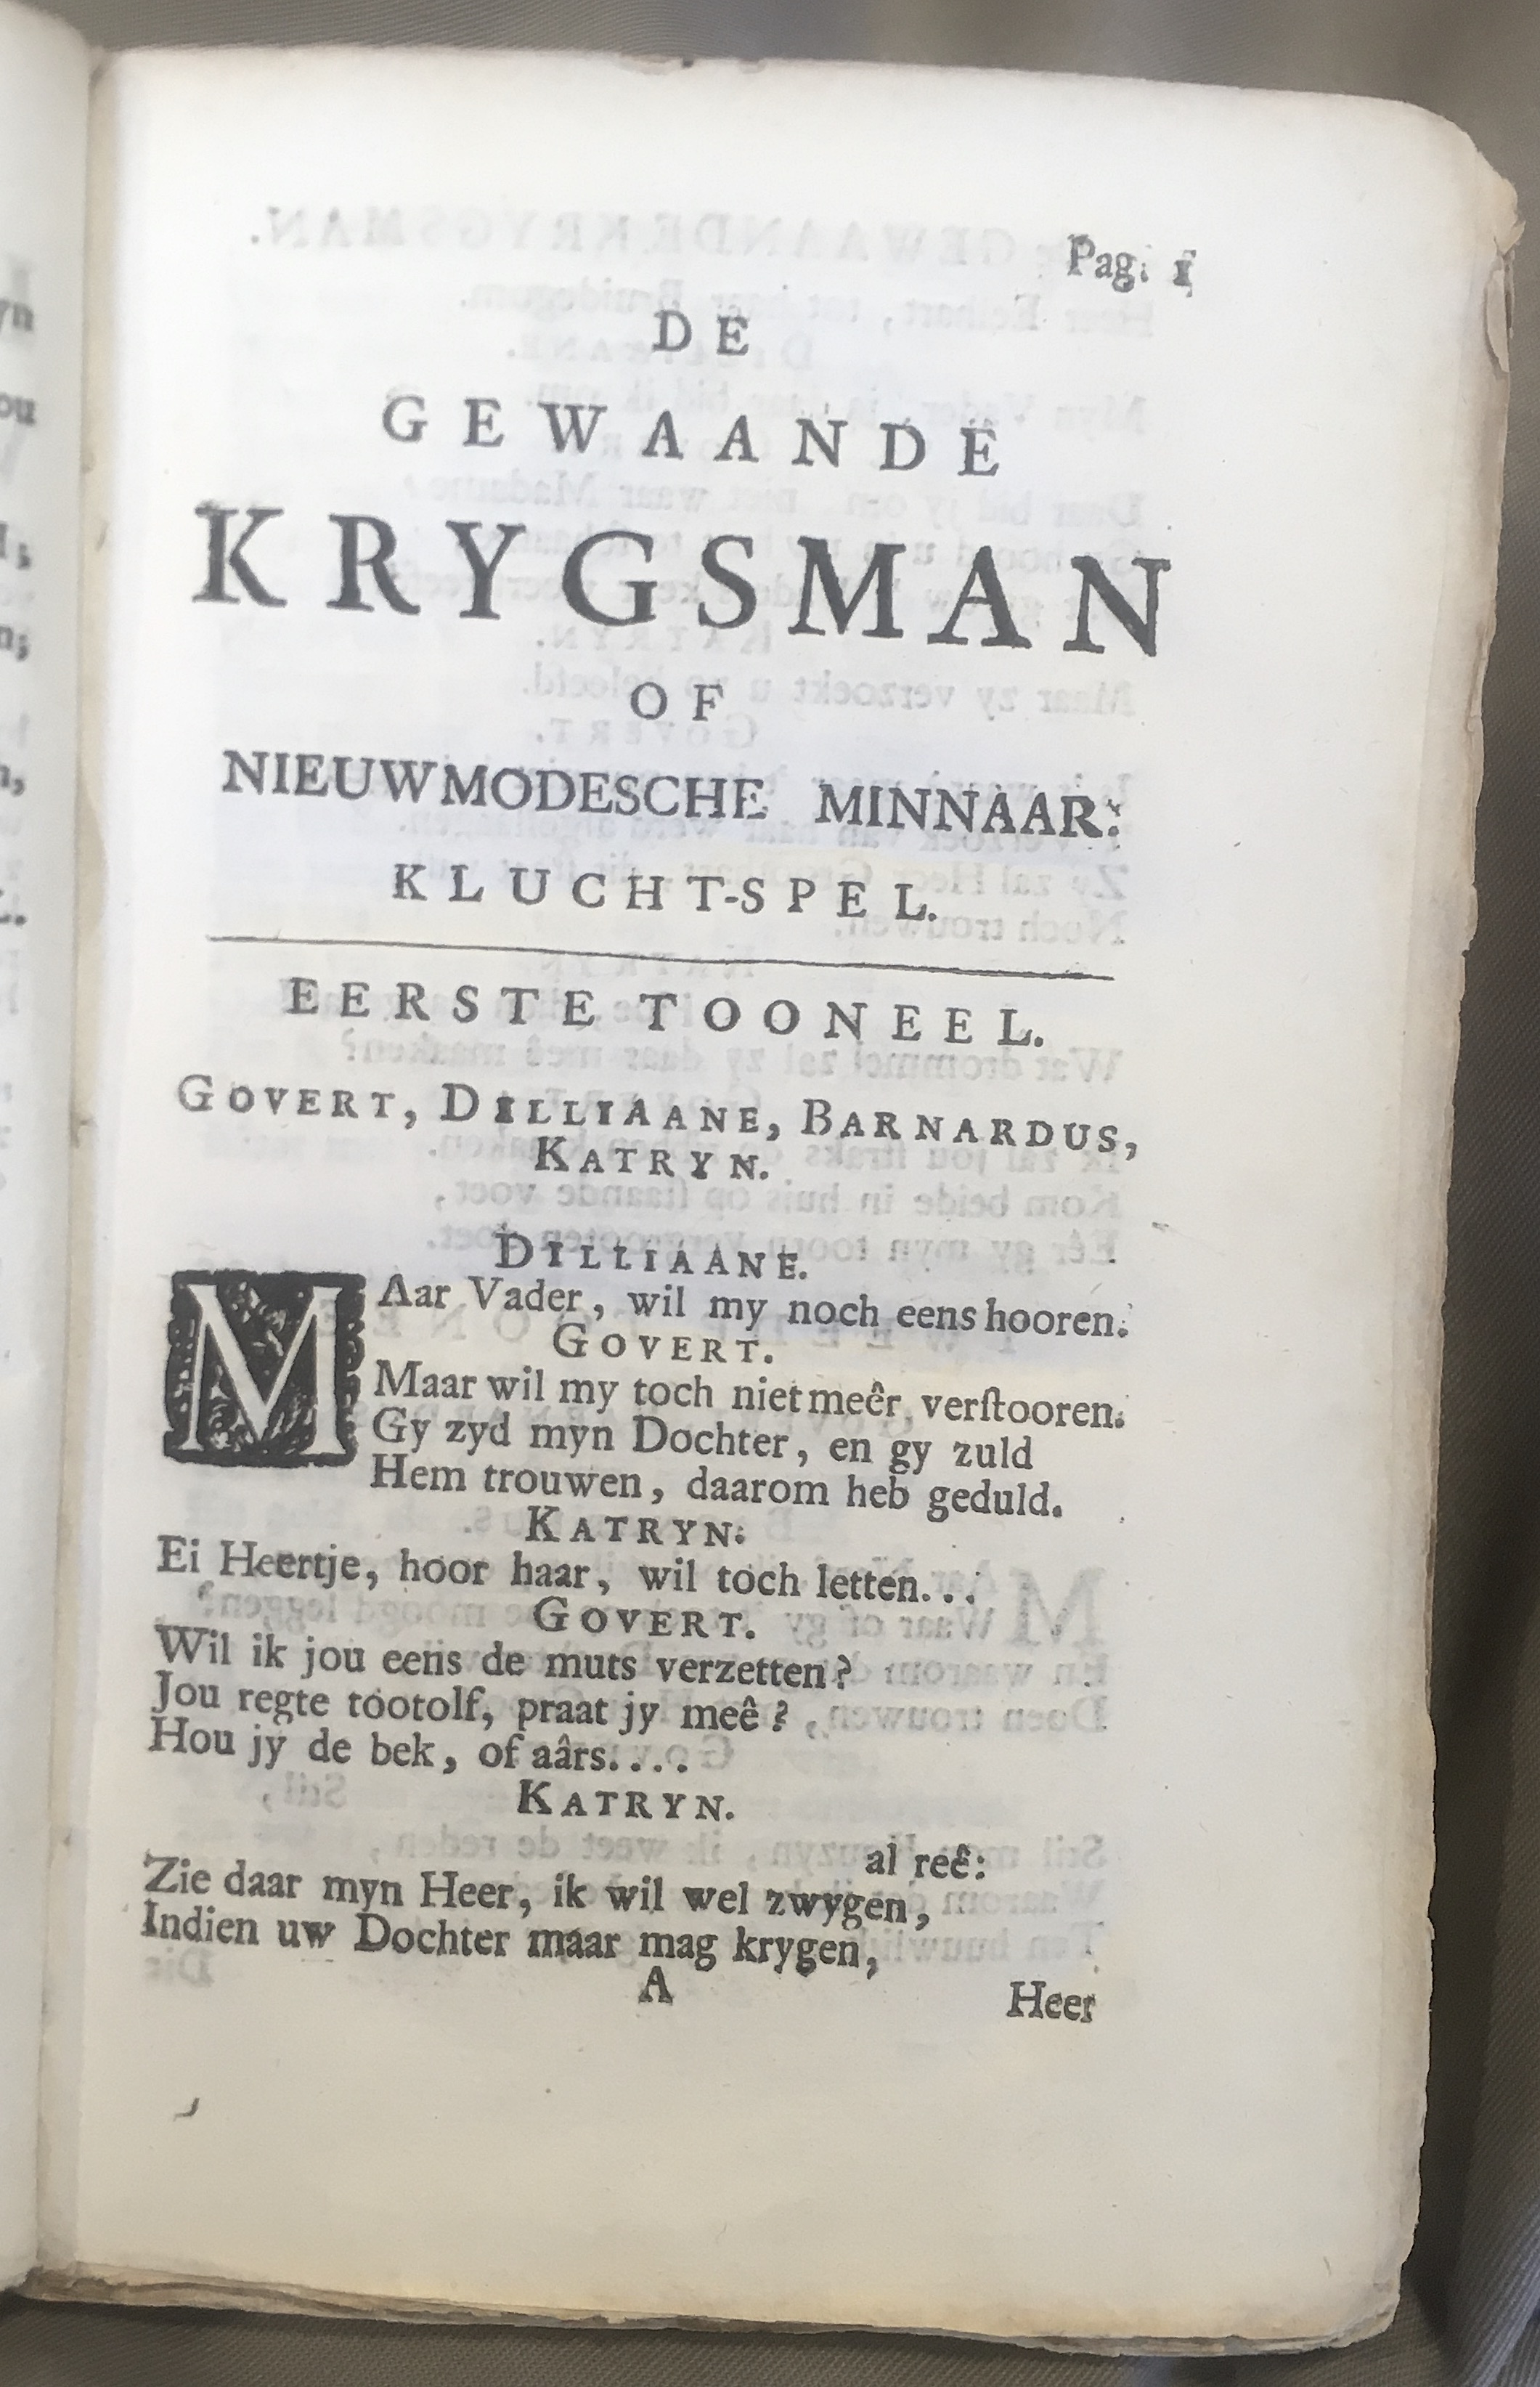 Pag. 1
DE
GEWAANDE
KRYGSMAN
OF
NIEUWMODESCHE MINNAAR.
KLUCHT-SPEL.
EERSTE TOONEEL.
GOVERT, DILLIAANE, BARNARDUS,
KATRYN.
DILLIAANE.
MAar Vader, wil my noch eens hooren.
GOVERT.
Maar wil my toch niet meêr verſtooren.
Gy zyd myn Dochter, en gy zuld
Hem trouwen, daarom heb geduld.
KATRYN.
Ei Heertje, hoor haar, wil toch letten...
GOVERT.
Wil ik jou eens de muts verzetten?
Jou regte tootolf, praat jy meê?
Hou jy de bek, of aârs....
KATRYN.
al reê:
Zie daar myn Heer, ik wil wel zwygen,
Indien uw Dochter maar mag krygen,
A
Heer